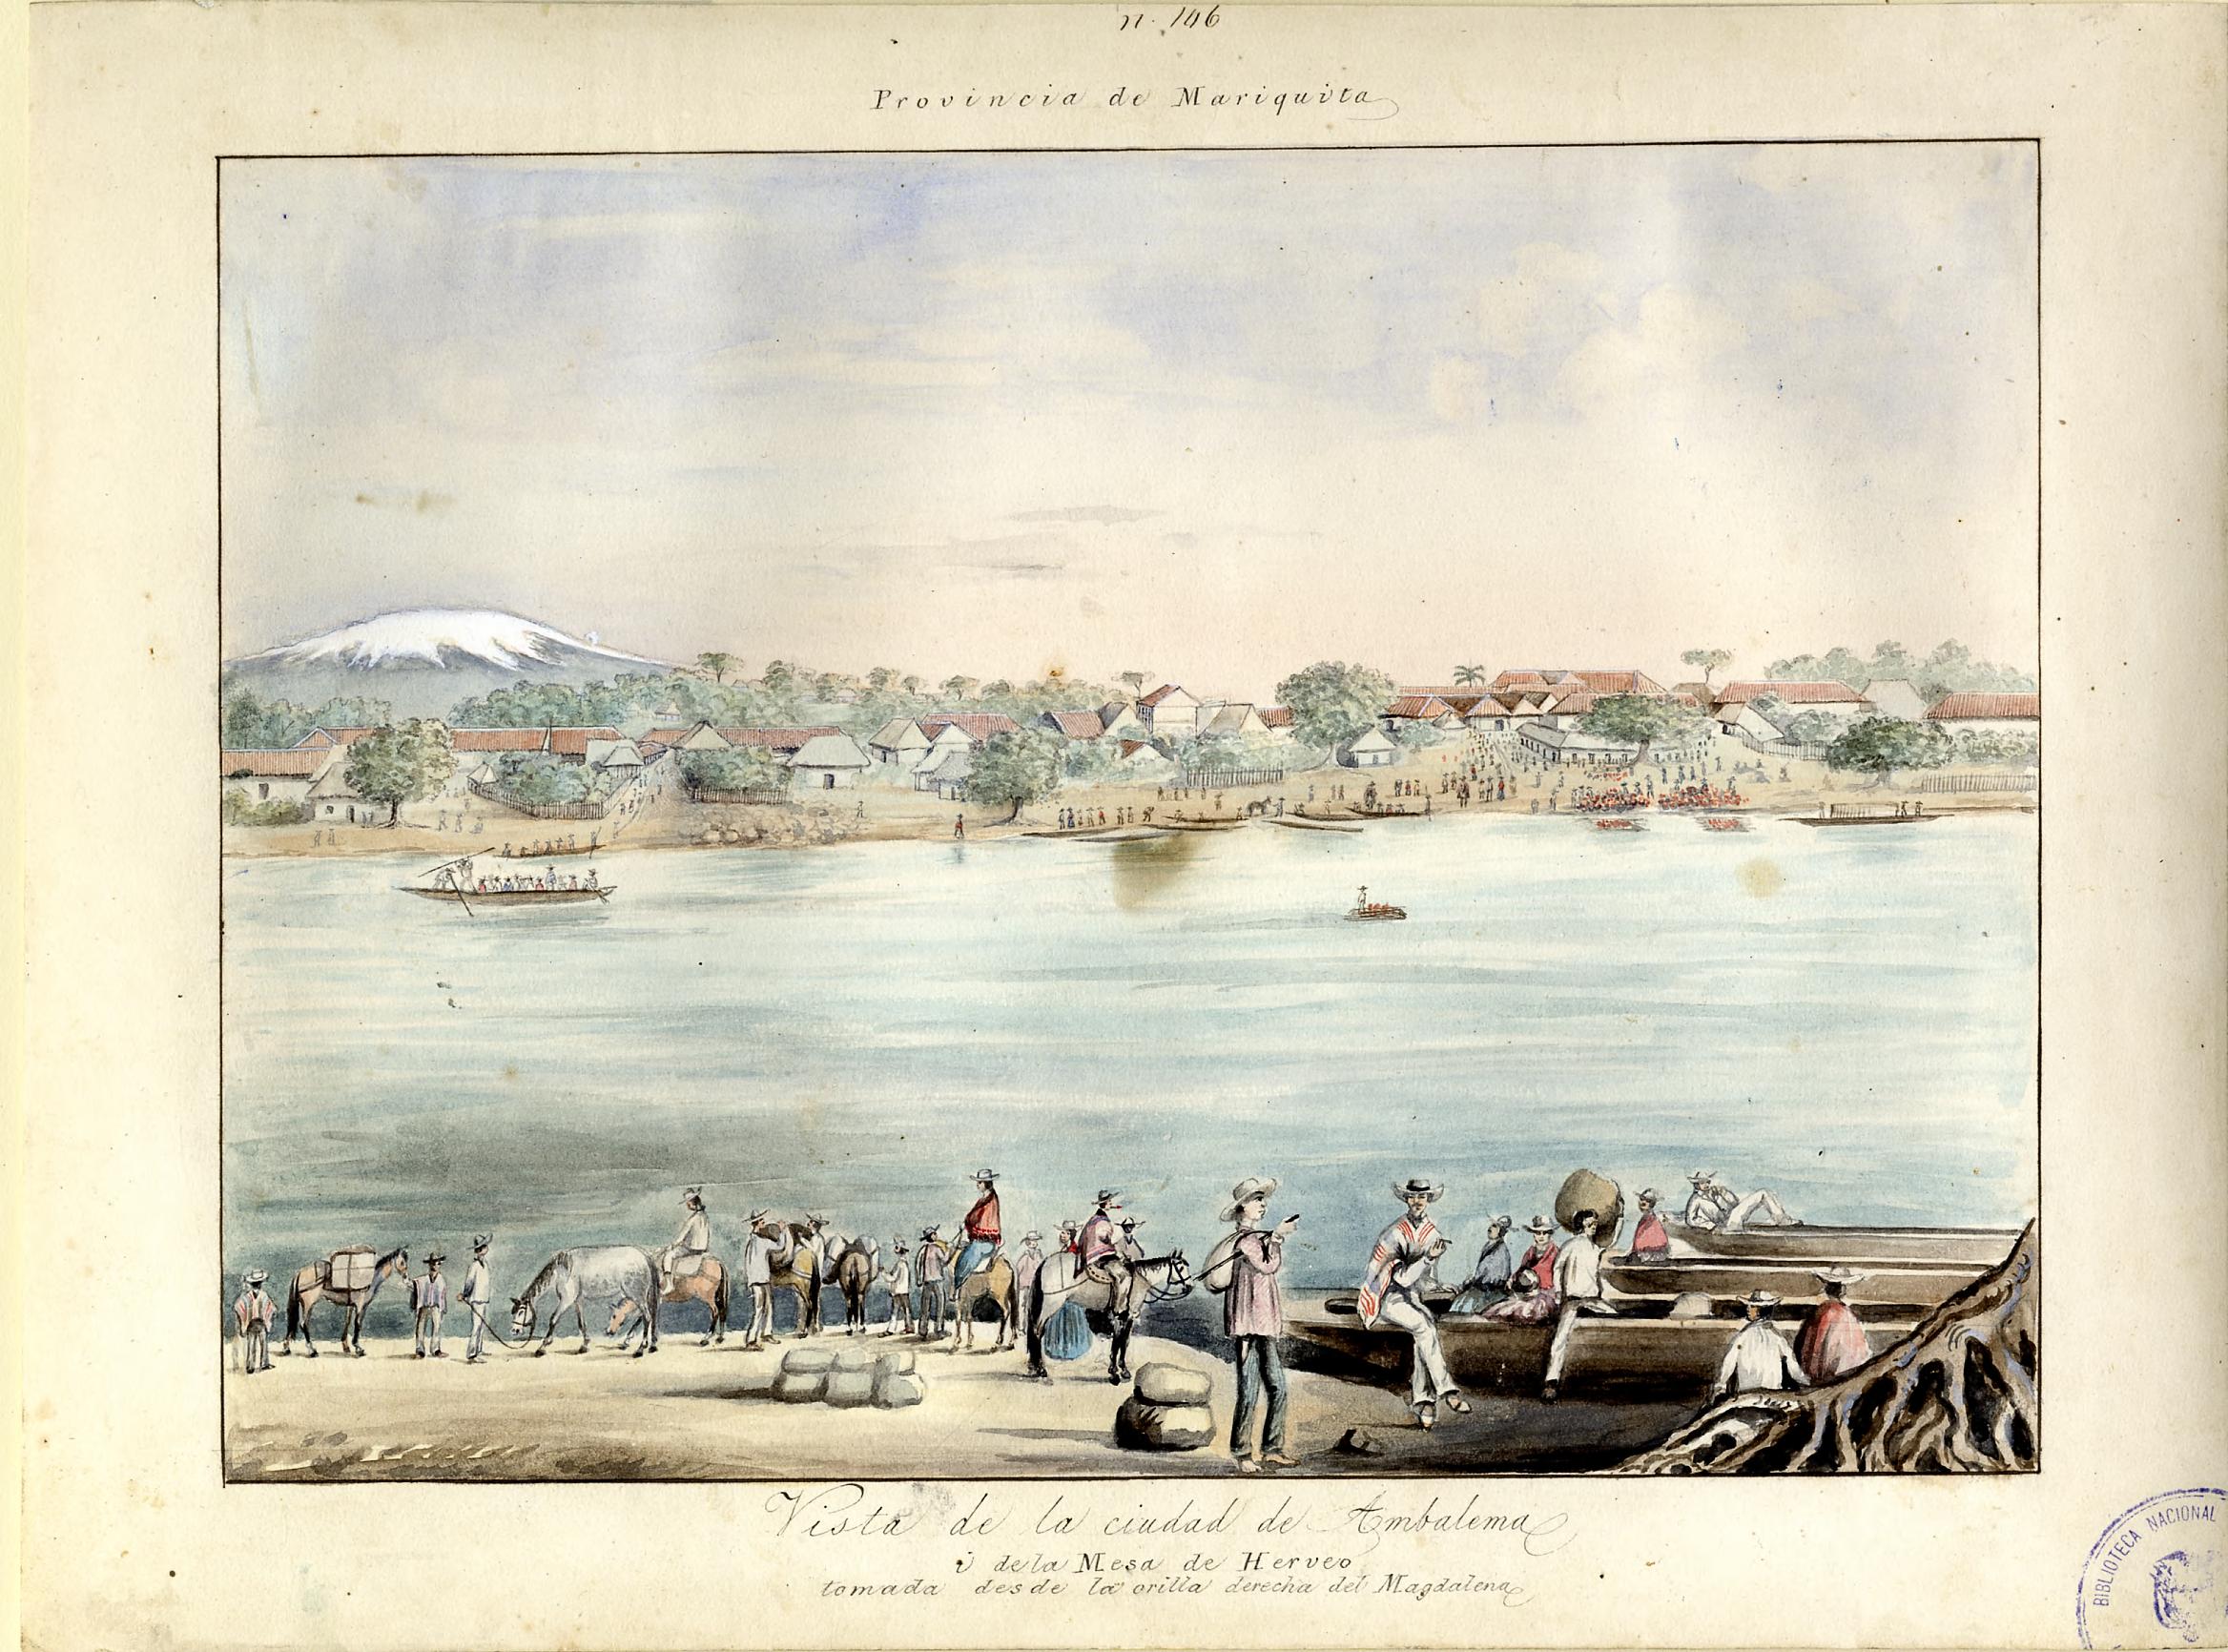 n. 146
Provincia de Mariquita
Vista de la ciudad de Ambalema
i de la Mesa de Herveo
tomada desde la orilla derecha del Magdalena
BIBLIOTECA NACIONAL